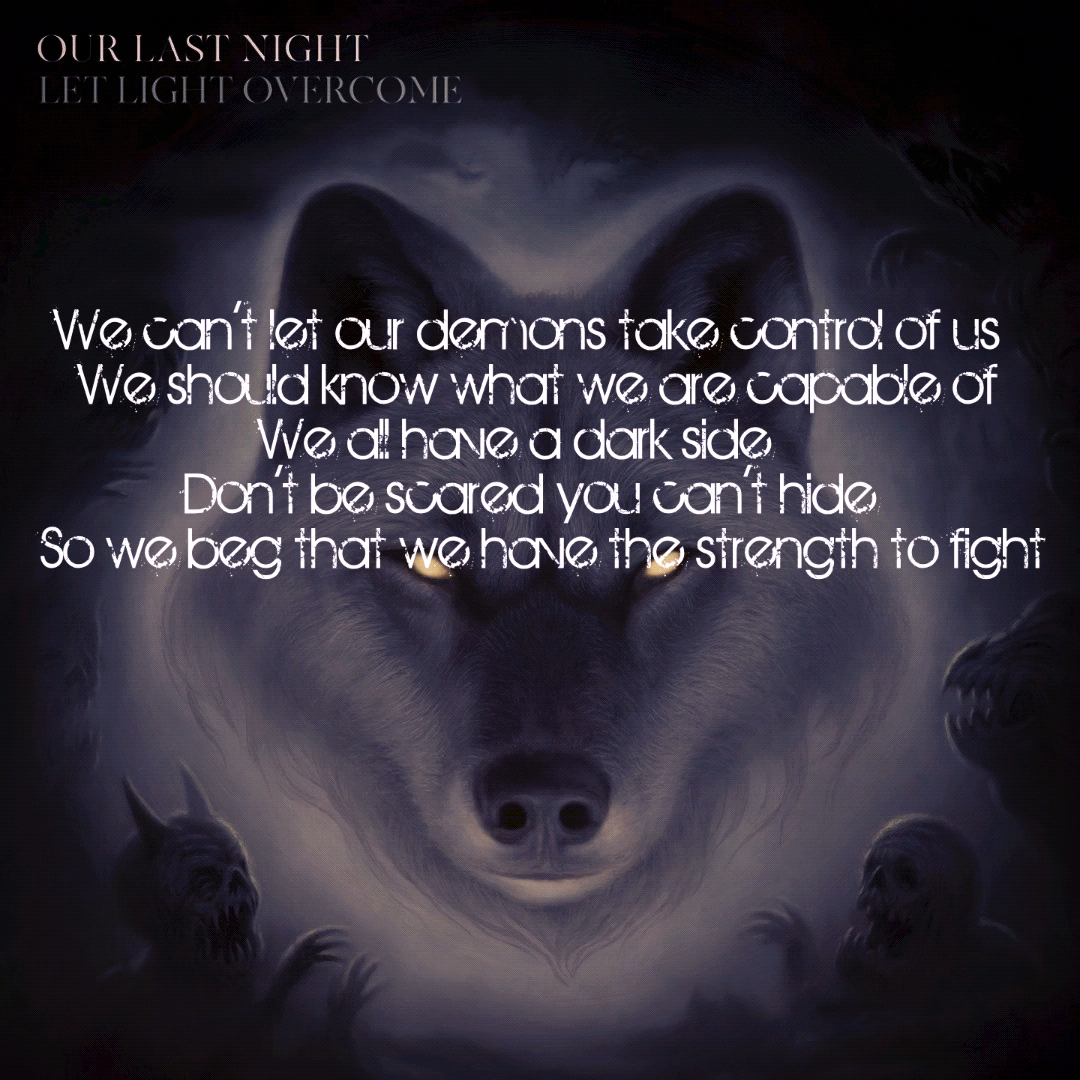 OUR LAST NIGHT
LET LIGHT OVERCOME
We can't let our demons take control of us
We should know what we are capable of
We all have a dark side
Don't be scared you can't hide
So we beg that we have the strength to fight